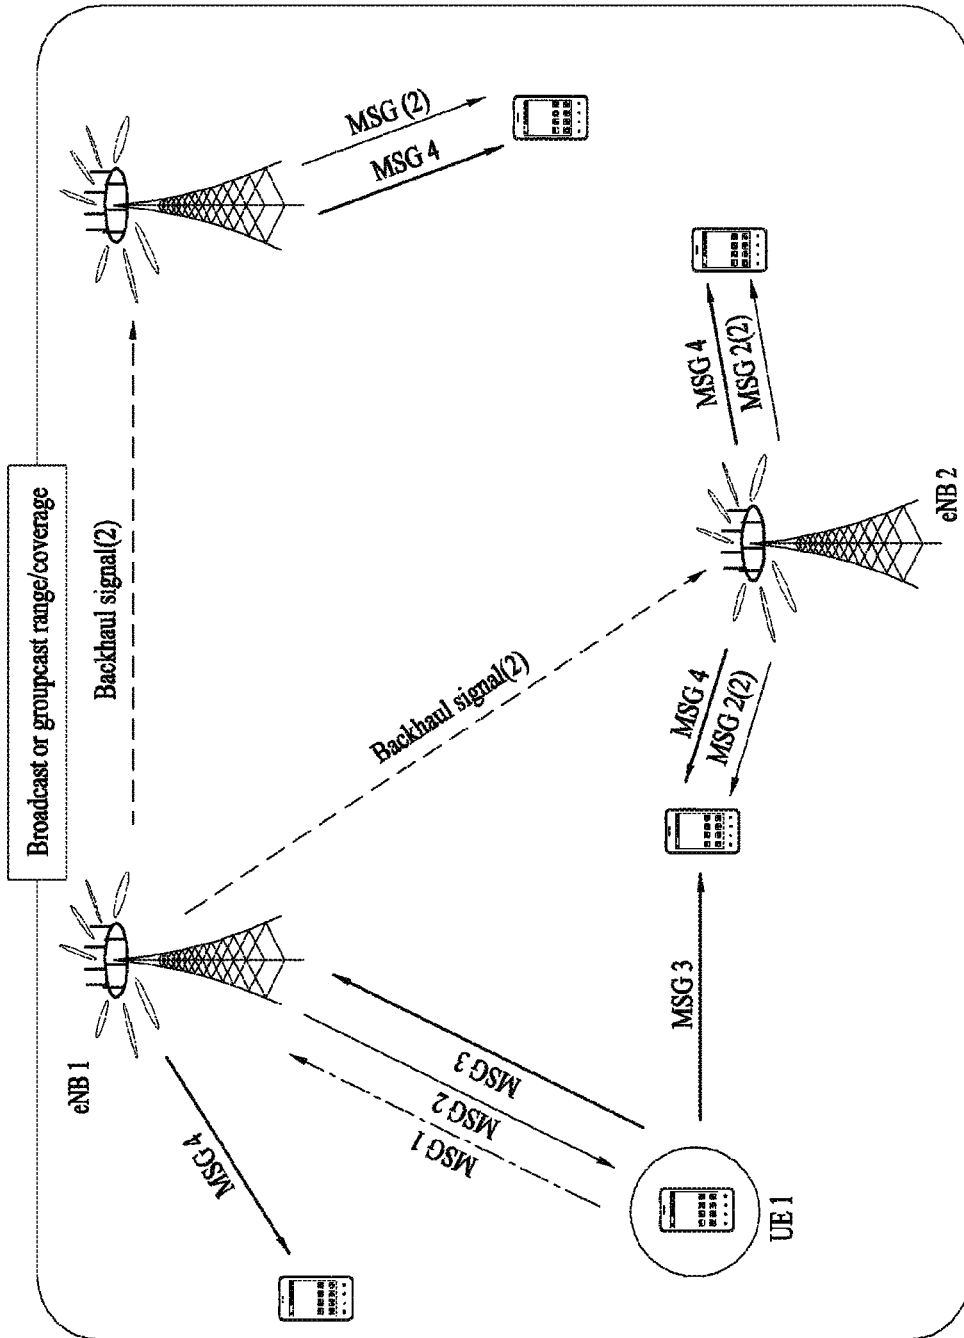 Broadcast or groupcast range/coverage
eNB 1
Backhaul signal(2)
MSG (2)
MSG 4
MSG 4
Backhaul signal(2)
MSG 3
MSG 2
MSG 1
UE 1
MSG 3
MSG 4
MSG 2(2)
MSG 4
MSG 2(2)
eNB 2